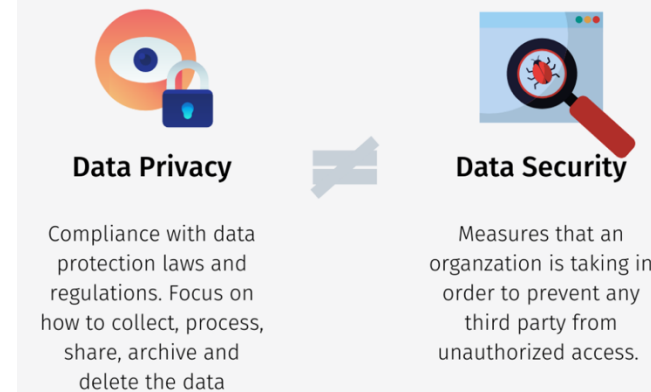 Data Privacy
Compliance with data
protection laws and
regulations. Focus on
how to collect, process,
share, archive and
delete the data
≠
Data Security
Measures that an
organzation is taking in
order to prevent any
third party from
unauthorized access.